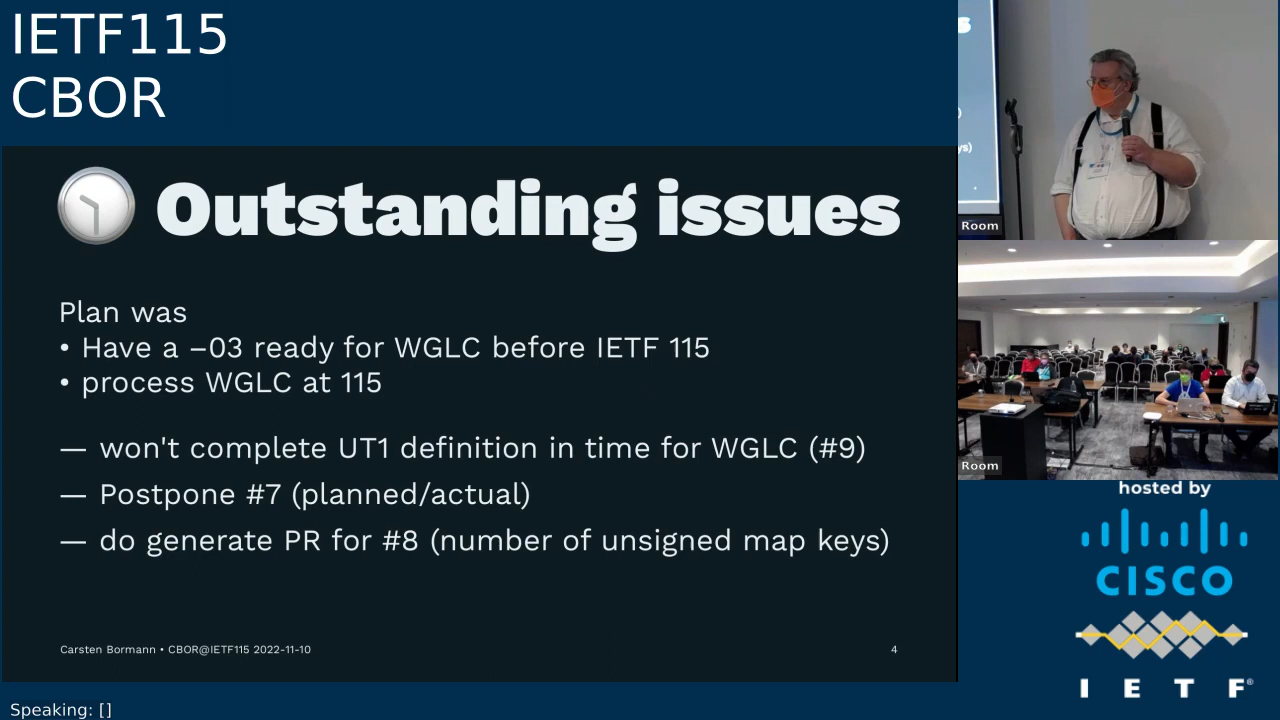 IETF115
CBOR
s
)
ys)
Room
Outstanding issues
Plan was
• Have a –03 ready for WGLC before IETF 115
• process WGLC at 115
— won't complete UT1 definition in time for WGLC (#9)
— Postpone #7 (planned/actual)
— do generate PR for #8 (number of unsigned map keys)
Carsten Bormann • CBOR@IETF115 2022-11-10
4
Room
hosted by
CISCO
I E T F®
Speaking: []